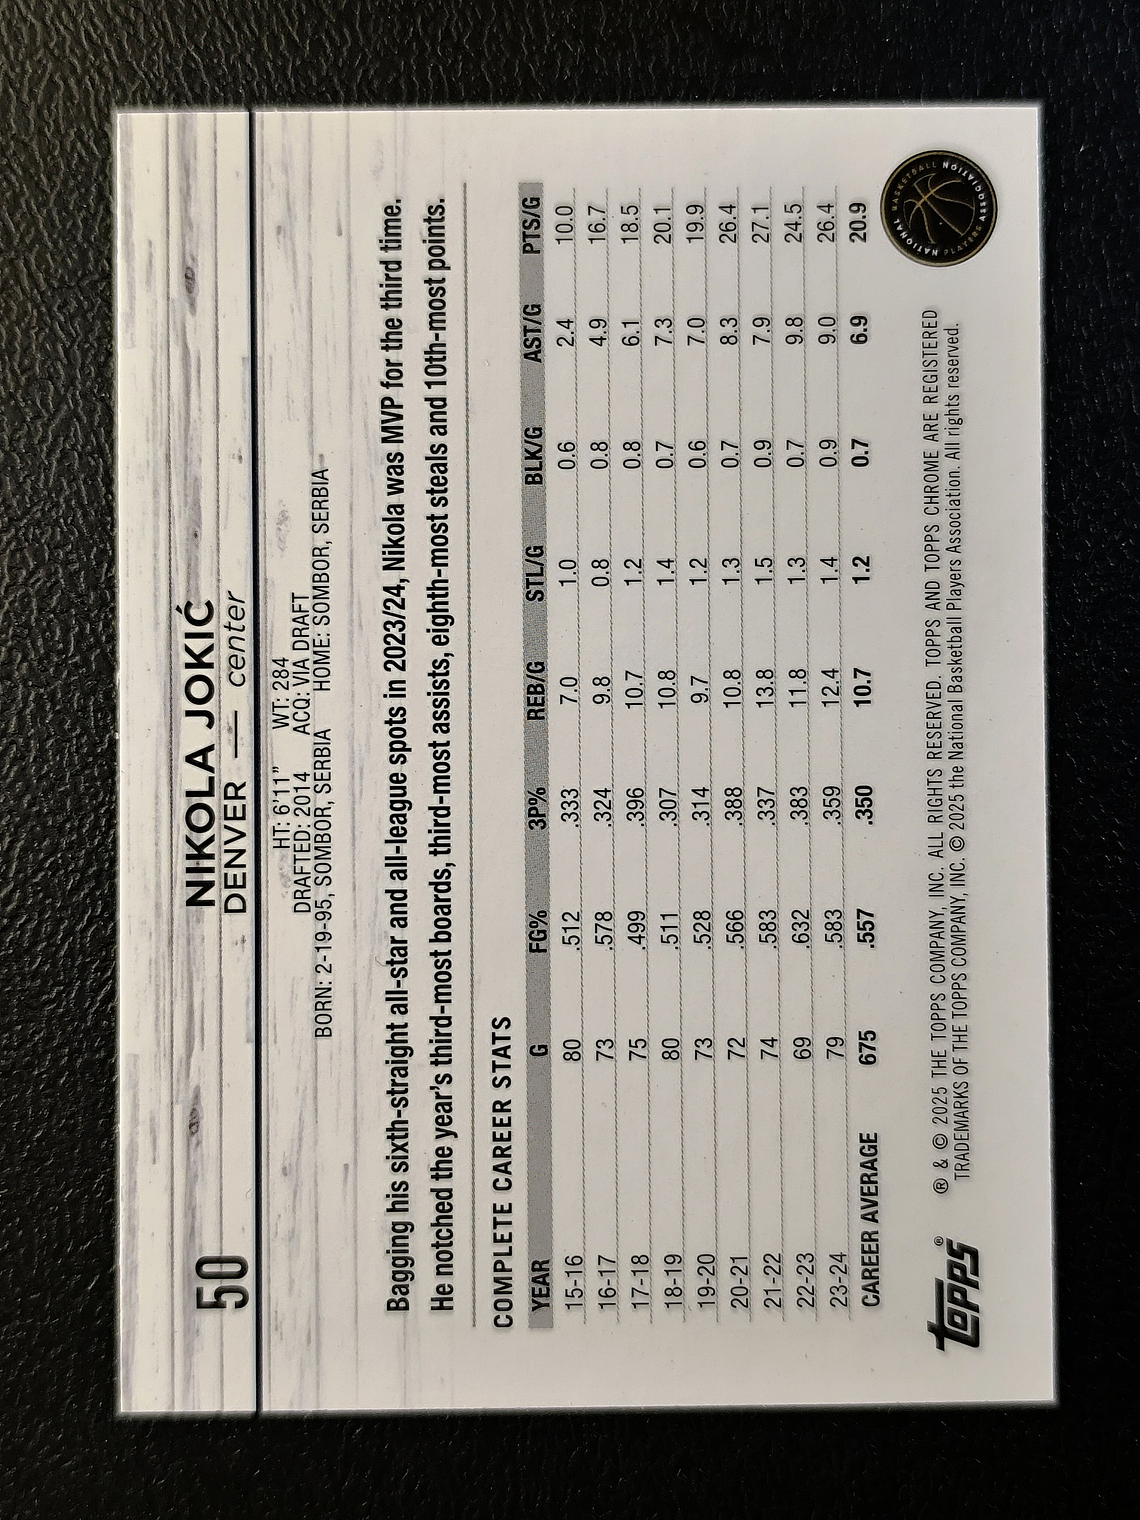 50
NIKOLA JOKIĆ
DENVER — center
HT: 6'11" WT: 284
DRAFTED: 2014 ACQ: VIA DRAFT
BORN: 2-19-95, SOMBOR, SERBIA HOME: SOMBOR, SERBIA
Bagging his sixth-straight all-star and all-league spots in 2023/24, Nikola was MVP for the third time.
He notched the year's third-most boards, third-most assists, eighth-most steals and 10th-most points.
COMPLETE CAREER STATS
YEAR G FG% 3P% REB/G STL/G BLK/G AST/G PTS/G
15-16 80 .512 .333 7.0 1.0 0.6 2.4 10.0
16-17 73 .578 .324 9.8 0.8 0.8 4.9 16.7
17-18 75 .499 .396 10.7 1.2 0.8 6.1 18.5
18-19 80 .511 .307 10.8 1.4 0.7 7.3 20.1
19-20 73 .528 .314 9.7 1.2 0.6 7.0 19.9
20-21 72 .566 .388 10.8 1.3 0.7 8.3 26.4
21-22 74 .583 .337 13.8 1.5 0.9 7.9 27.1
22-23 69 .632 .383 11.8 1.3 0.7 9.8 24.5
23-24 79 .583 .359 12.4 1.4 0.9 9.0 26.4
CAREER AVERAGE 675 .557 .350 10.7 1.2 0.7 6.9 20.9
topps®
® & © 2025 THE TOPPS COMPANY, INC. ALL RIGHTS RESERVED. TOPPS AND TOPPS CHROME ARE REGISTERED
TRADEMARKS OF THE TOPPS COMPANY, INC. © 2025 the National Basketball Players Association. All rights reserved.
NATIONAL BASKETBALL PLAYERS ASSOCIATION